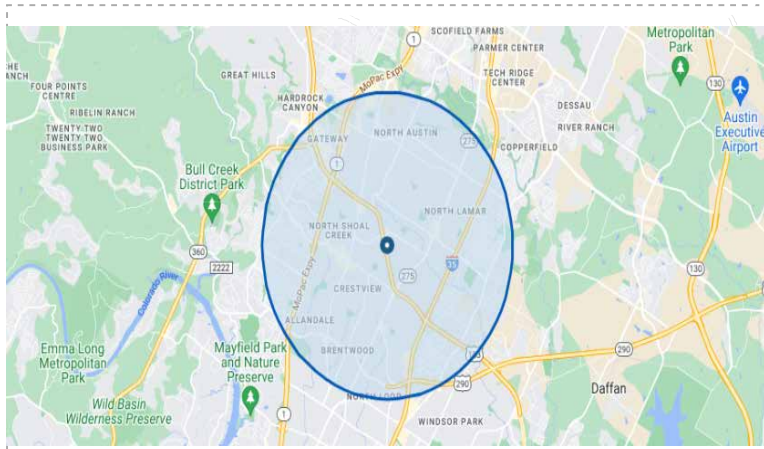 SCOFIELD FARMS
1
MoPac Expy
PARMER CENTER
Metropolitan
Park
RANCH
FOUR POINTS
CENTRE
GREAT HILLS
TECH RIDGE
CENTER
130
RIBELIN RANCH
HARDROCK
CANYON
DESSAU
Austin
Executive
Airport
TWENTY TWO
TWENTY TWO
BUSINESS PARK
GATEWAY
NORTH AUSTIN
275
RIVER RANCH
COPPERFIELD
Bull Creek
District Park
1
NORTH LAMAR
NORTH SHOAL
CREEK
360
2222
35
275
130
Colorado River
MoPac Expy
CRESTVIEW
ALLANDALE
Emma Long
Metropolitan
Park
Mayfield Park
and Nature
Preserve
BRENTWOOD
290
290
Daffan
Wild Basin
Wilderness Preserve
1
WINDSOR PARK